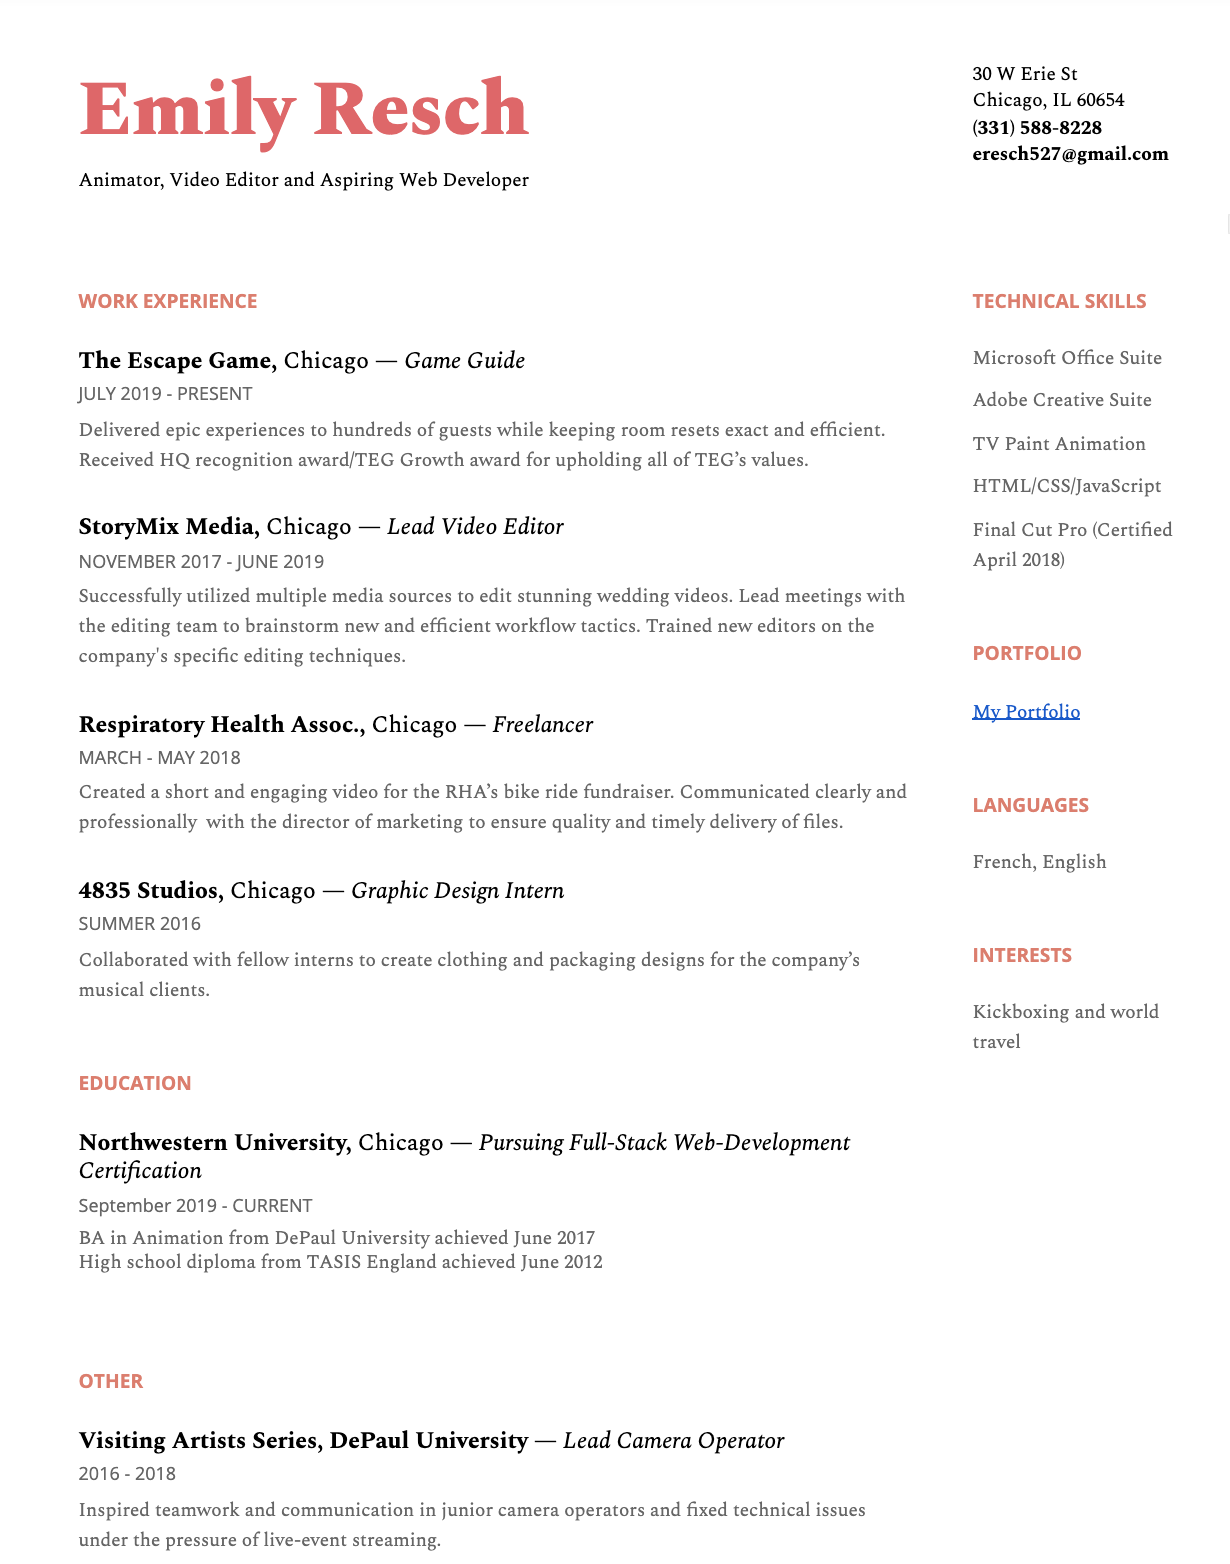 Emily Resch
Animator, Video Editor and Aspiring Web Developer
30 W Erie St
Chicago, IL 60654
(331) 588-8228
eresch527@gmail.com
WORK EXPERIENCE
The Escape Game, Chicago — Game Guide
JULY 2019 - PRESENT
Delivered epic experiences to hundreds of guests while keeping room resets exact and efficient.
Received HQ recognition award/TEG Growth award for upholding all of TEG’s values.
StoryMix Media, Chicago — Lead Video Editor
NOVEMBER 2017 - JUNE 2019
Successfully utilized multiple media sources to edit stunning wedding videos. Lead meetings with
the editing team to brainstorm new and efficient workflow tactics. Trained new editors on the
company's specific editing techniques.
Respiratory Health Assoc., Chicago — Freelancer
MARCH - MAY 2018
Created a short and engaging video for the RHA’s bike ride fundraiser. Communicated clearly and
professionally  with the director of marketing to ensure quality and timely delivery of files.
4835 Studios, Chicago — Graphic Design Intern
SUMMER 2016
Collaborated with fellow interns to create clothing and packaging designs for the company’s
musical clients.
EDUCATION
Northwestern University, Chicago — Pursuing Full-Stack Web-Development
Certification
September 2019 - CURRENT
BA in Animation from DePaul University achieved June 2017
High school diploma from TASIS England achieved June 2012
OTHER
Visiting Artists Series, DePaul University — Lead Camera Operator
2016 - 2018
Inspired teamwork and communication in junior camera operators and fixed technical issues
under the pressure of live-event streaming.
TECHNICAL SKILLS
Microsoft Office Suite
Adobe Creative Suite
TV Paint Animation
HTML/CSS/JavaScript
Final Cut Pro (Certified
April 2018)
PORTFOLIO
My Portfolio
LANGUAGES
French, English
INTERESTS
Kickboxing and world
travel